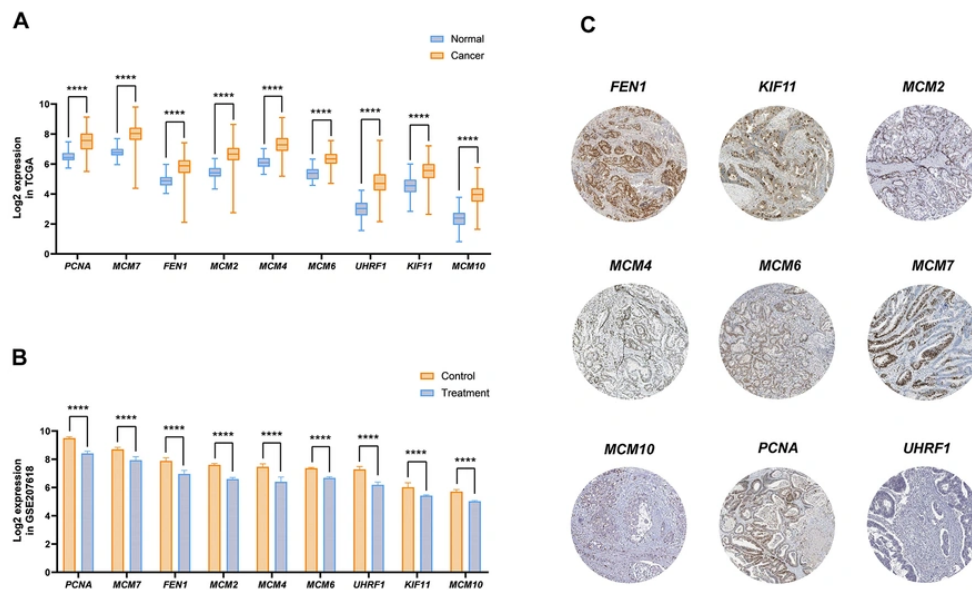 A
Normal
Cancer
**** **** **** **** **** **** **** **** ****
Log2 expression
in TCGA
10
8
6
4
2
0
PCNA MCM7 FEN1 MCM2 MCM4 MCM6 UHRF1 KIF11 MCM10
B
Control
Treatment
**** **** **** **** **** **** **** **** ****
Log2 expression
in GSE207618
10
8
6
4
2
0
PCNA MCM7 FEN1 MCM2 MCM4 MCM6 UHRF1 KIF11 MCM10
C
FEN1 KIF11 MCM2
MCM4 MCM6 MCM7
MCM10 PCNA UHRF1